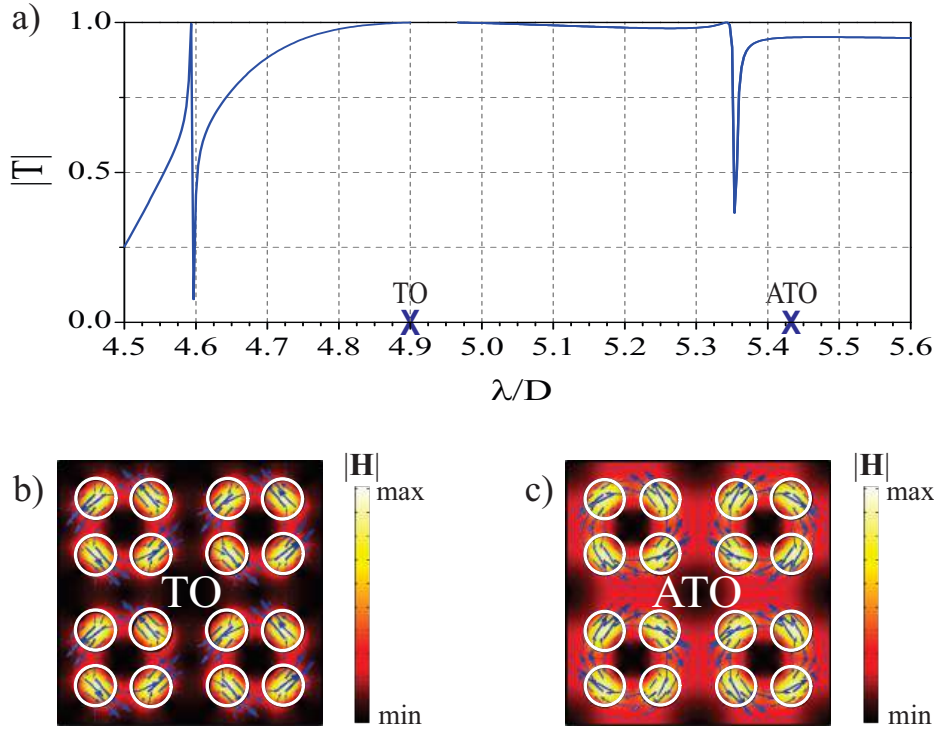 a)
|T|
1.0
0.5
0.0
TO
ATO
4.5 4.6 4.7 4.8 4.9 5.0 5.1 5.2 5.3 5.4 5.5 5.6
λ/D
b)
TO
|H|
max
min
c)
ATO
|H|
max
min